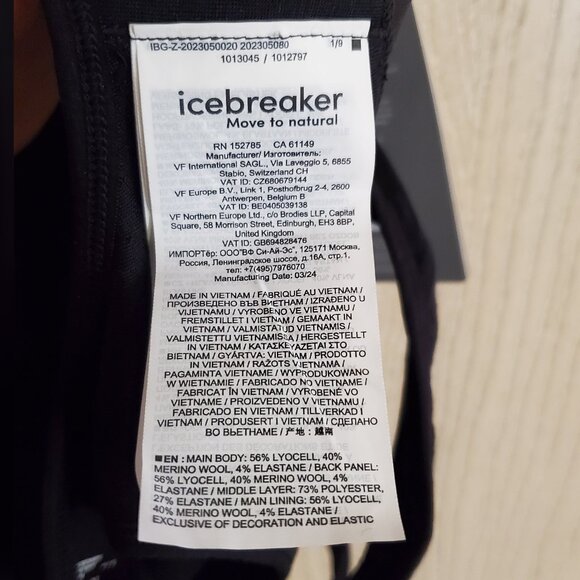 IBG-Z-2023050020 202305080 1/9
1013045 / 1012797
icebreaker
Move to natural
RN 152785 CA 61149
Manufacturer/ Изготовитель:
VF International SAGL., Via Laveggio 5, 6855
Stabio, Switzerland CH
VAT ID: CZ680679144
VF Europe B.V., Link 1, Posthofbrug 2-4, 2600
Antwerpen, Belgium B
VAT ID: BE0405039138
VF Northern Europe Ltd., c/o Brodies LLP, Capital
Square, 58 Morrison Street, Edinburgh, EH3 8BP,
United Kingdom
VAT ID: GB694828476
ИМПОРТёр: ООО"ВФ Си-Ай-Эс", 125171 Москва,
Россия, Ленинградское шоссе, д.16А, стр.1.
тел: +7(495)7976070
Manufacturing Date: 03/24
MADE IN VIETNAM / FABRIQUÉ AU VIETNAM /
ПРОИЗВЕДЕНО ВЪВ ВИЕТНАМ / IZRAĐENO U
VIJETNAMU / VYROBENO VE VIETNAMU /
FREMSTILLET I VIETNAM / GEMAAKT IN
VIETNAM / VALMISTATUD VIETNAMIS /
VALMISTETTU VIETNAMISSA / HERGESTELLT
IN VIETNAM / ΚΑΤΑΣΚΕΥΑΖΕΤΑΙ ΣΤΟ
ΒΙΕΤΝΑΜ / GYÁRTVA: VIETNAM / PRODOTTO
IN VIETNAM / RAŽOTS VIETNAMA /
PAGAMINTA VIETNAME / WYPRODUKOWANO
W WIETNAMIE / FABRICADO NO VIETNAME /
FABRICAT ÎN VIETNAM / VYROBENÉ VO
VIETNAME / PROIZVEDENO V VIETNAMU /
FABRICADO EN VIETNAM / TILLVERKAD I
VIETNAM / PRODUSERT I VIETNAM / СДЕЛАНО
ВО ВЬЕТНАМЕ / 产地: 越南
EN: MAIN BODY: 56% LYOCELL, 40%
MERINO WOOL, 4% ELASTANE / BACK PANEL:
56% LYOCELL, 40% MERINO WOOL, 4%
ELASTANE / MIDDLE LAYER: 73% POLYESTER,
27% ELASTANE / MAIN LINING: 56% LYOCELL,
40% MERINO WOOL, 4% ELASTANE /
EXCLUSIVE OF DECORATION AND ELASTIC